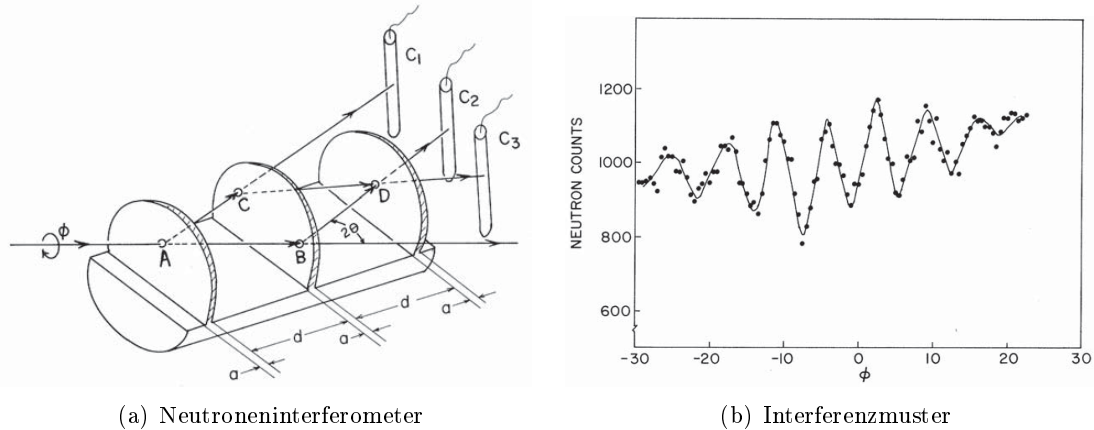 C1
C2
C3
ϕ
A
C
B
D
2θ
d
d
a
a
a
NEUTRON COUNTS
1200
1000
800
600
-30
-20
-10
0
10
20
30
ϕ
(a) Neutroneninterferometer
(b) Interferenzmuster